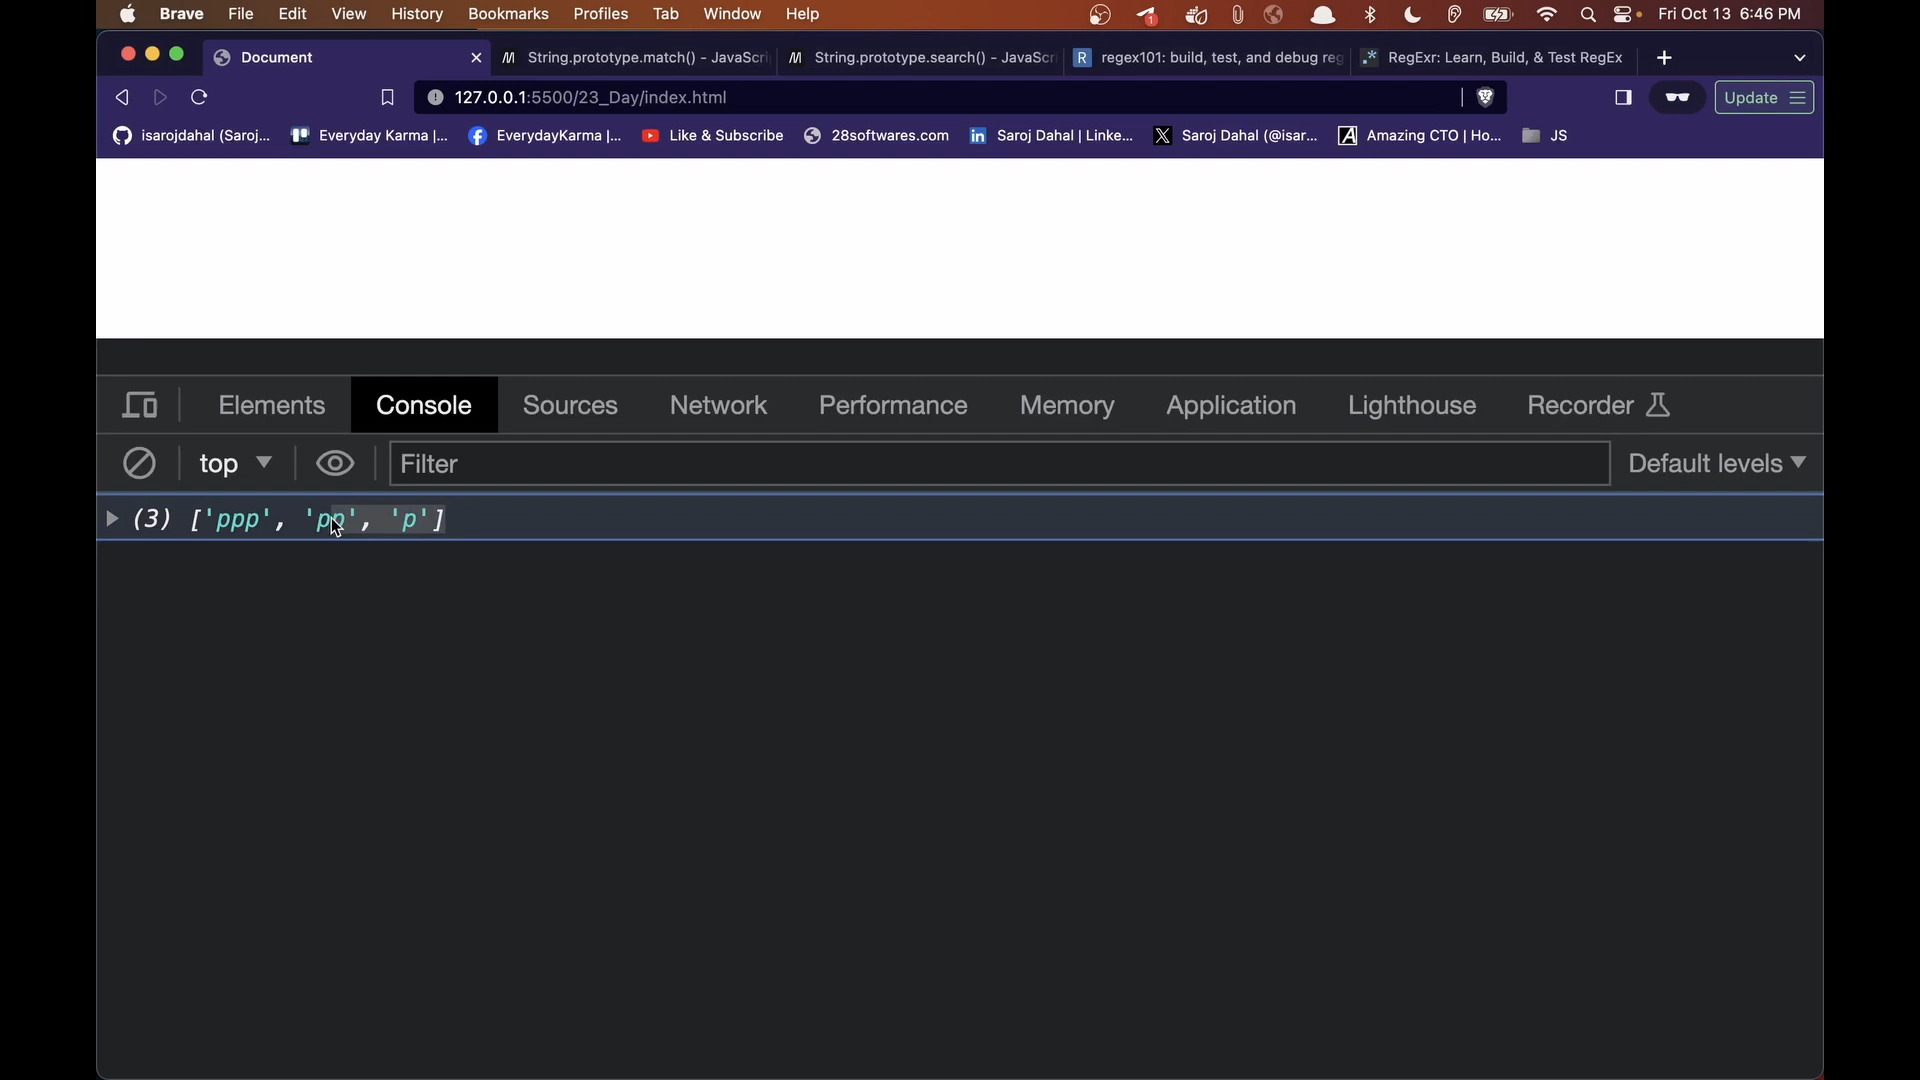 Brave File Edit View History Bookmarks Profiles Tab Window Help 1 Fri Oct 13 6:46 PM
Document String.prototype.match() - JavaScri String.prototype.search() - JavaScri R regex101: build, test, and debug reg .* RegExr: Learn, Build, & Test RegEx
127.0.0.1:5500/23_Day/index.html Update
isarojdahal (Saroj... Everyday Karma |... EverydayKarma |... Like & Subscribe 28softwares.com in Saroj Dahal | Linke... X Saroj Dahal (@isar... A Amazing CTO | Ho... JS
Elements Console Sources Network Performance Memory Application Lighthouse Recorder
top Filter Default levels
(3) ['ppp', 'pp', 'p']